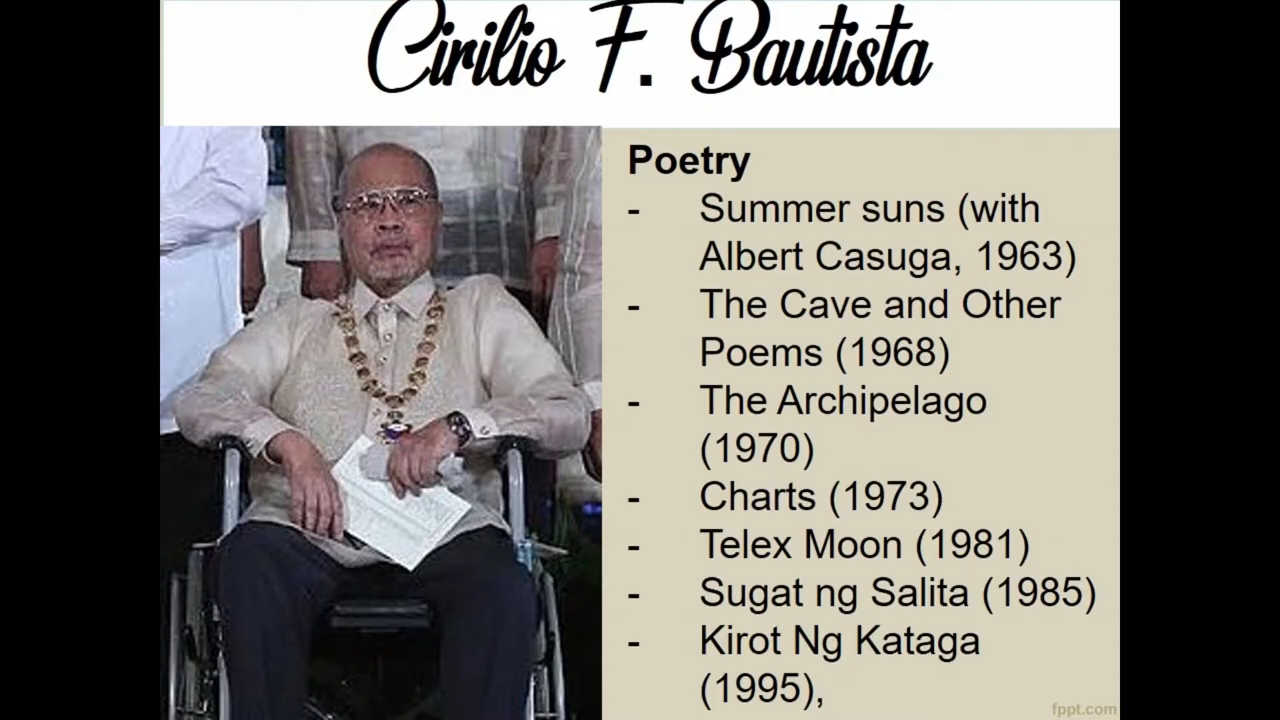 Cirilio F. Bautista
Poetry
- Summer suns (with
Albert Casuga, 1963)
- The Cave and Other
Poems (1968)
- The Archipelago
(1970)
- Charts (1973)
- Telex Moon (1981)
- Sugat ng Salita (1985)
- Kirot Ng Kataga
(1995),
fppt.com